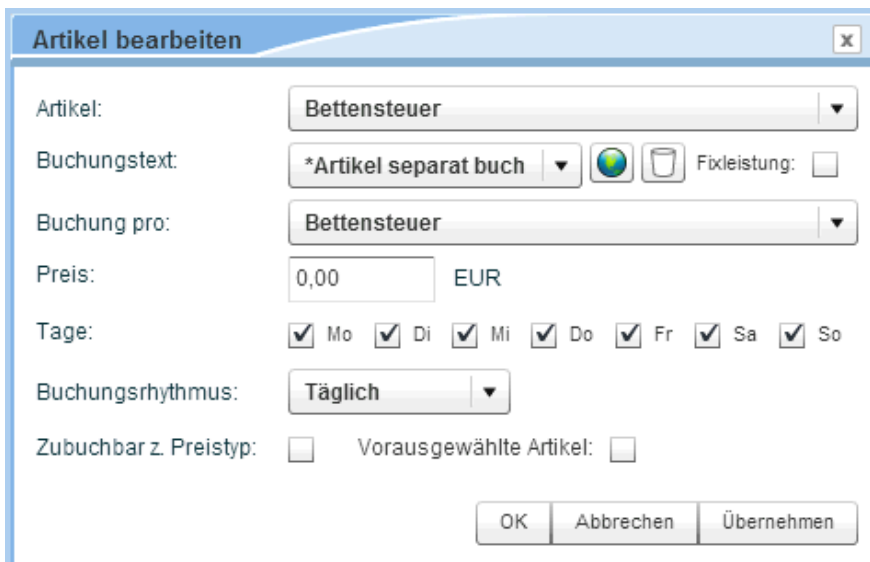 Artikel bearbeiten x
Artikel: Bettensteuer
Buchungstext: *Artikel separat buch Fixleistung:
Buchung pro: Bettensteuer
Preis: 0,00 EUR
Tage: Mo Di Mi Do Fr Sa So
Buchungsrhythmus: Täglich
Zubuchbar z. Preistyp: Vorausgewählte Artikel:
OK Abbrechen Übernehmen